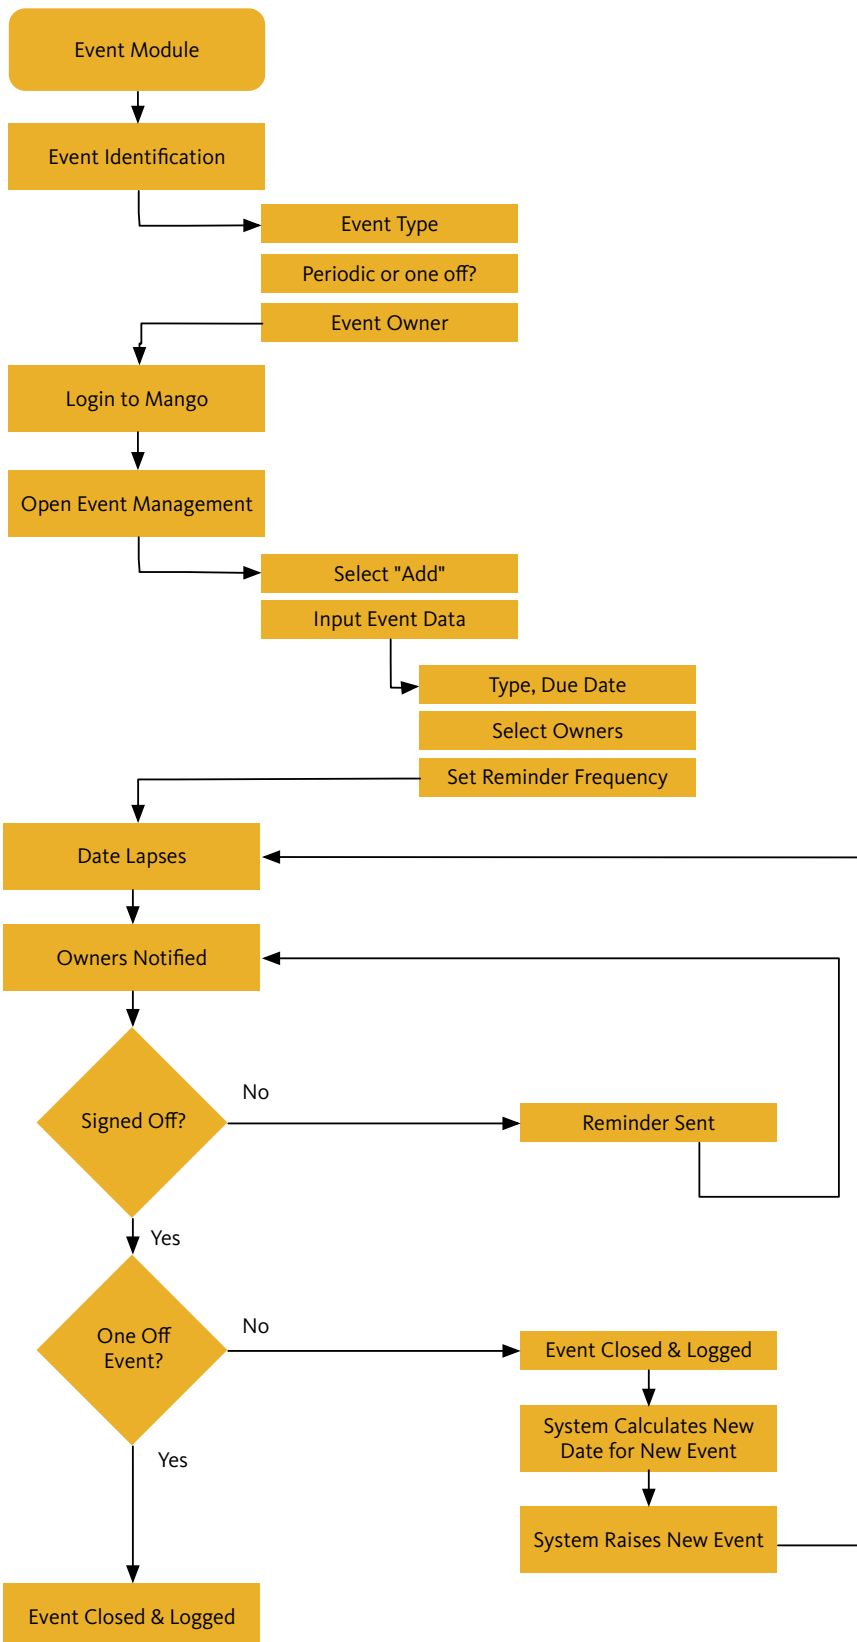 Event Module
Event Identification
Event Type
Periodic or one off?
Event Owner
Login to Mango
Open Event Management
Select "Add"
Input Event Data
Type, Due Date
Select Owners
Set Reminder Frequency
Date Lapses
Owners Notified
No
Signed Off?
Reminder Sent
Yes
No
One Off
Event?
Event Closed & Logged
System Calculates New
Date for New Event
Yes
System Raises New Event
Event Closed & Logged